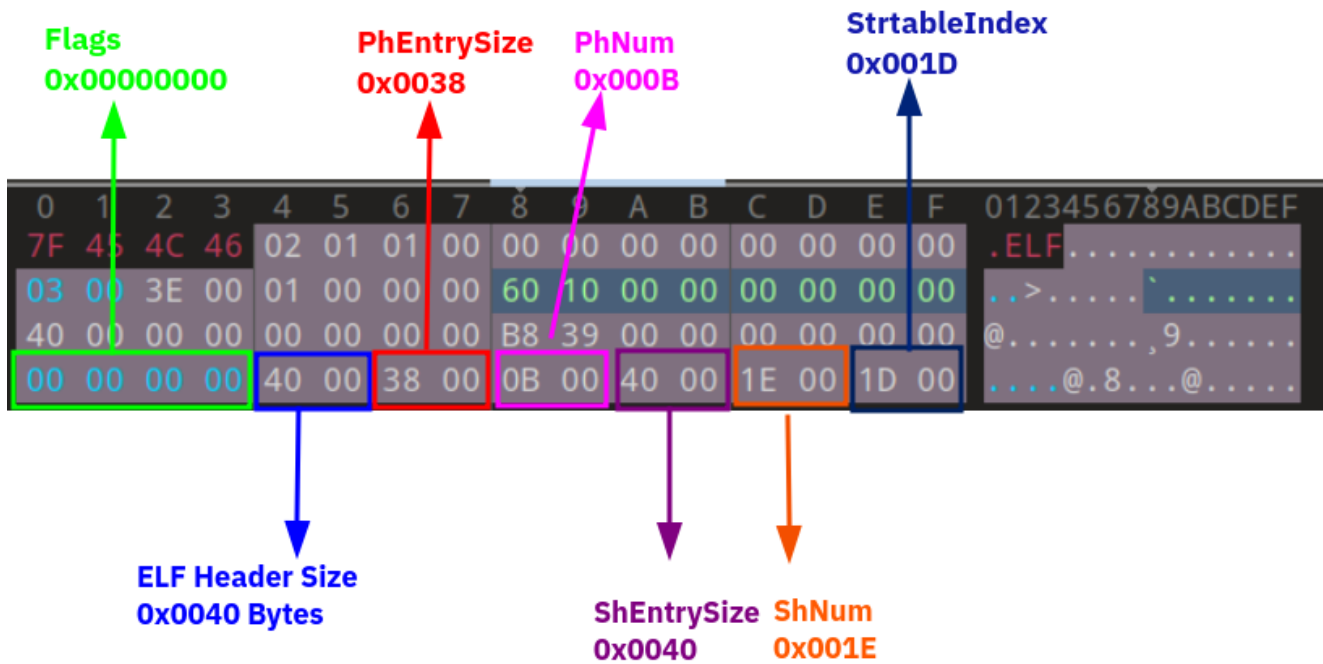 Flags
0x00000000
PhEntrySize
0x0038
PhNum
0x000B
StrtableIndex
0x001D
0 1 2 3 4 5 6 7 8 9 A B C D E F 0123456789ABCDEF
7F 45 4C 46 02 01 01 00 00 00 00 00 00 00 00 00 .ELF............
03 00 3E 00 01 00 00 00 60 10 00 00 00 00 00 00 ..>.....`.......
40 00 00 00 00 00 00 00 B8 39 00 00 00 00 00 00 @.......¸9......
00 00 00 00 40 00 38 00 0B 00 40 00 1E 00 1D 00 ....@.8...@.....
ELF Header Size
0x0040 Bytes
ShEntrySize
0x0040
ShNum
0x001E